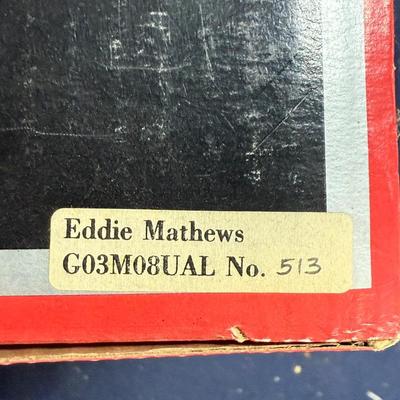 Eddie Mathews
G03M08UAL No. 513